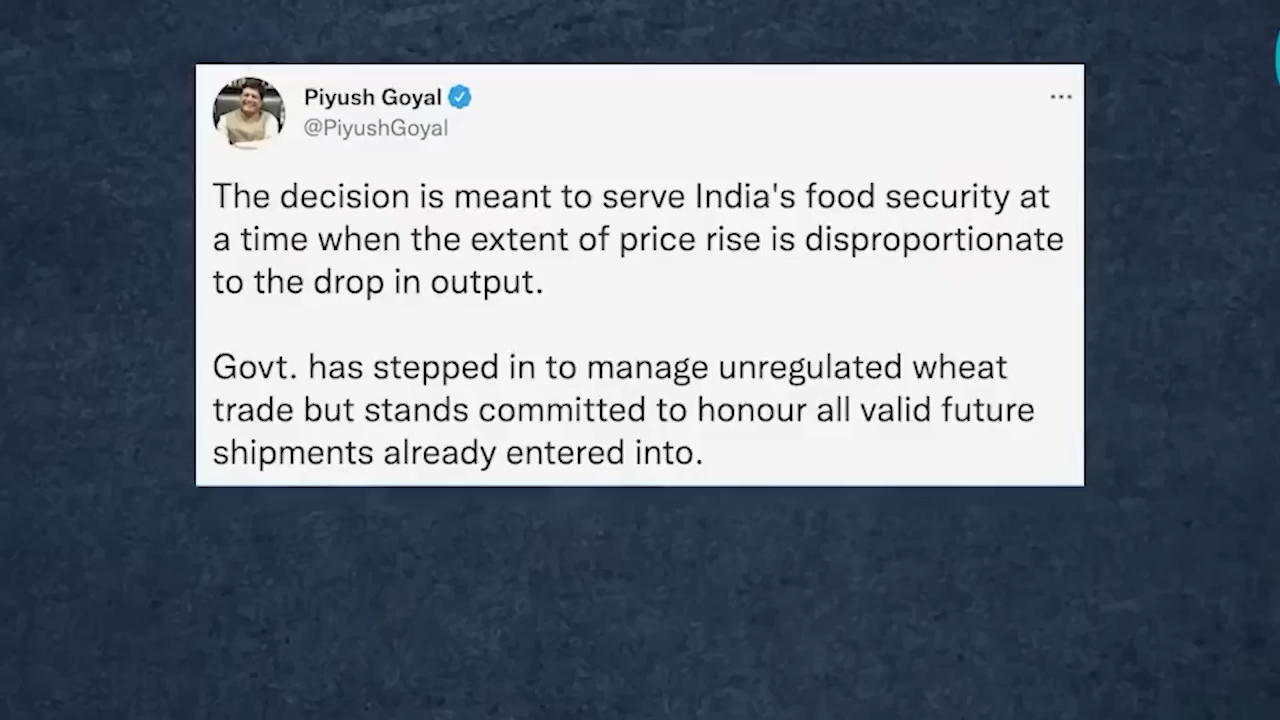 Piyush Goyal
@PiyushGoyal
The decision is meant to serve India's food security at
a time when the extent of price rise is disproportionate
to the drop in output.
Govt. has stepped in to manage unregulated wheat
trade but stands committed to honour all valid future
shipments already entered into.